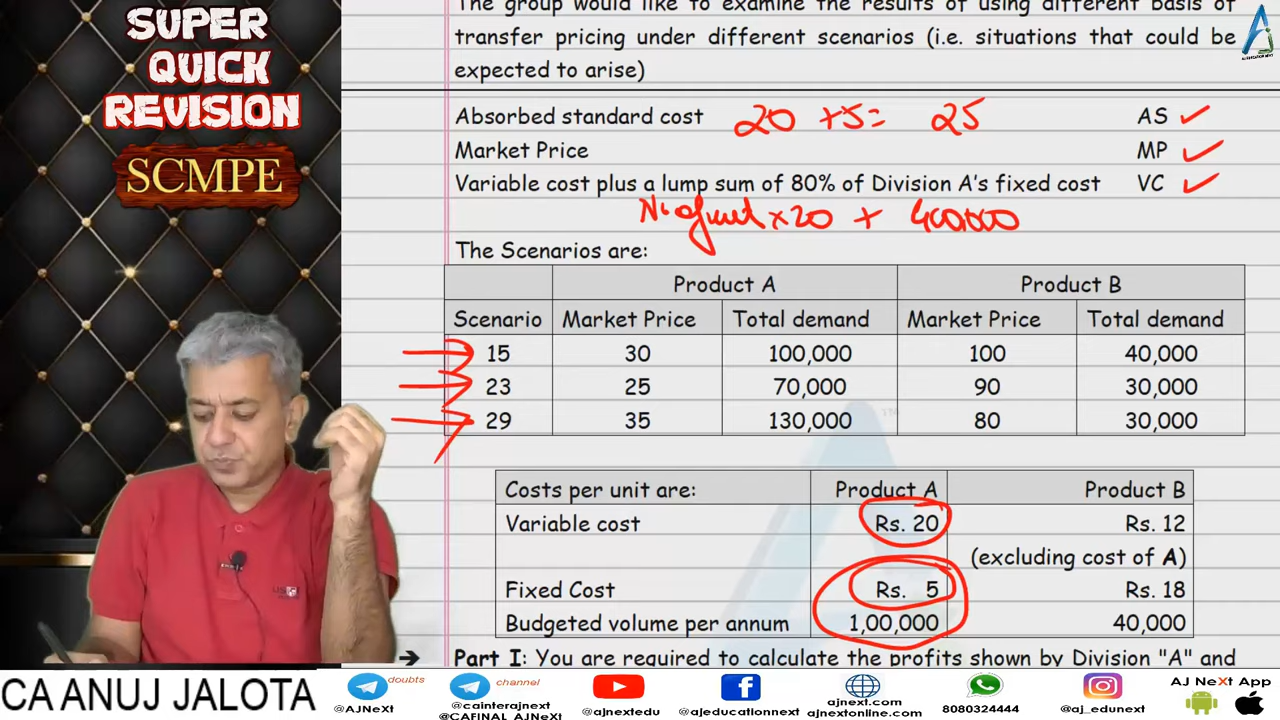 SUPER
QUICK
REVISION
SCMPE
The group would like to examine the results of using different basis of
transfer pricing under different scenarios (i.e. situations that could be
expected to arise)
Absorbed standard cost 20 +5= 25 AS ✓
Market Price MP ✓
Variable cost plus a lump sum of 80% of Division A's fixed cost VC ✓
No of unit x 20 + 400,000
The Scenarios are:
Product A Product B
Scenario Market Price Total demand Market Price Total demand
15 30 100,000 100 40,000
23 25 70,000 90 30,000
29 35 130,000 80 30,000
Costs per unit are: Product A Product B
Variable cost Rs. 20 Rs. 12
(excluding cost of A)
Fixed Cost Rs. 5 Rs. 18
Budgeted volume per annum 1,00,000 40,000
Part I: You are required to calculate the profits shown by Division "A" and
CA ANUJ JALOTA
doubts
@AJNeXt
channel
@cainterajnext
@CAFINAL_AJNeXt
@ajnextedu
@ajeducationnext
ajnext.com
ajnextonline.com
8080324444
@aj_edunext
AJ NeXt App